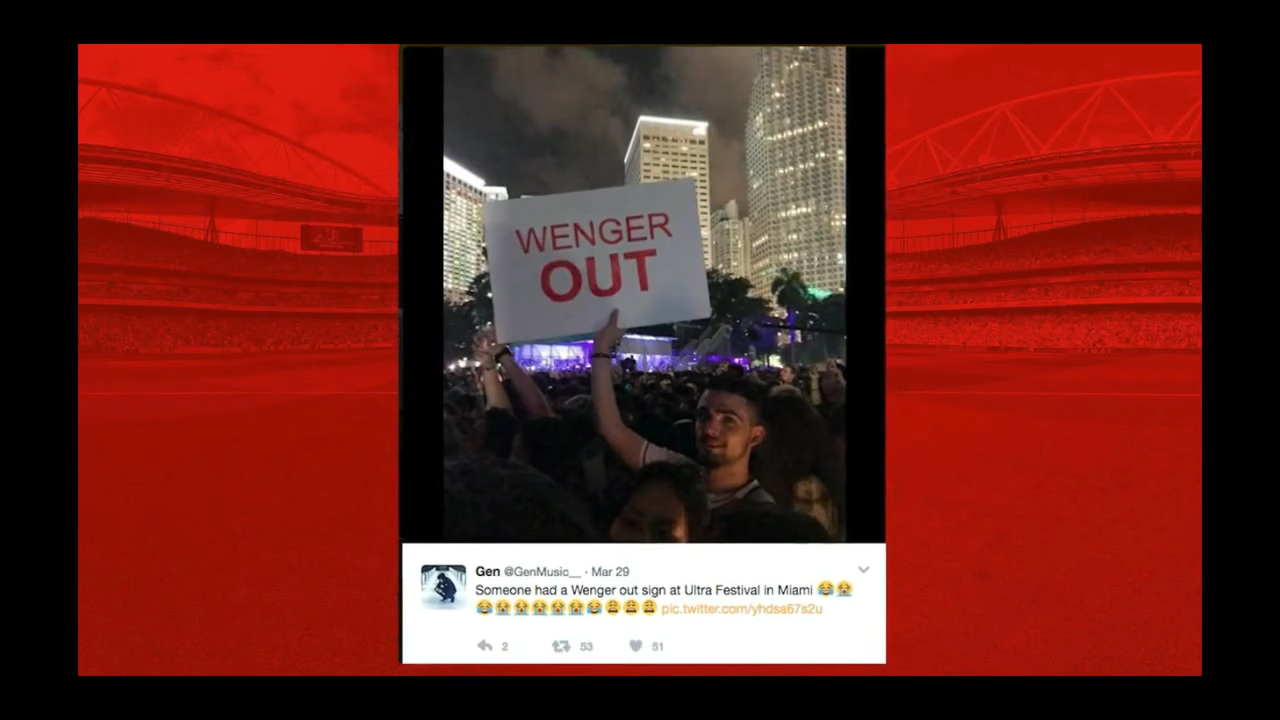 WENGER
OUT
Gen @GenMusic__ · Mar 29
Someone had a Wenger out sign at Ultra Festival in Miami 😂😭
😂😭😭😭😭😭😂😩😩😩 pic.twitter.com/yhdsa67s2u
2 53 51